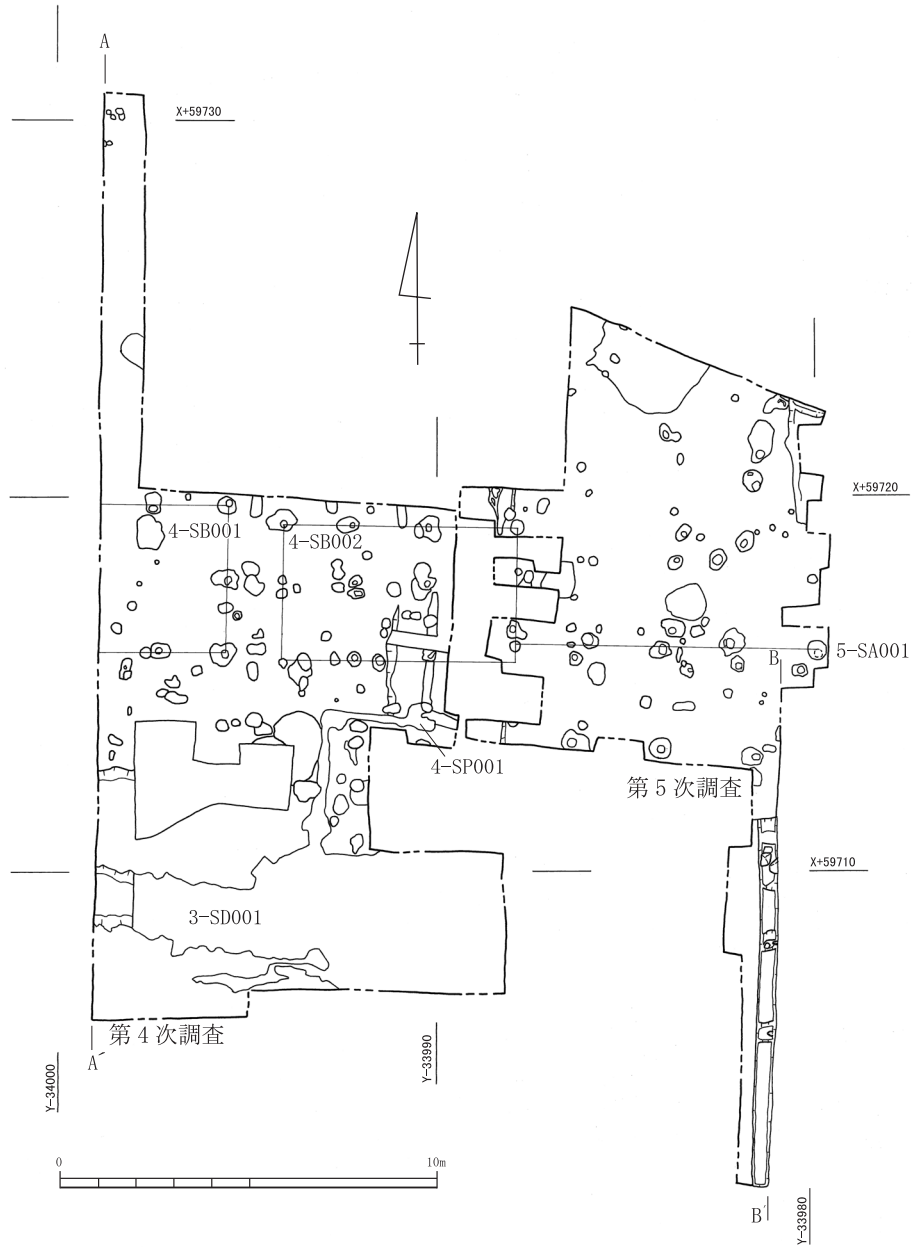 A
X+59730
X+59720
4-SB001
4-SB002
5-SA001
B
4-SP001
第5次調査
X+59710
3-SD001
第4次調査
A´
Y-34000
Y-33990
0
10m
B´
Y-33980